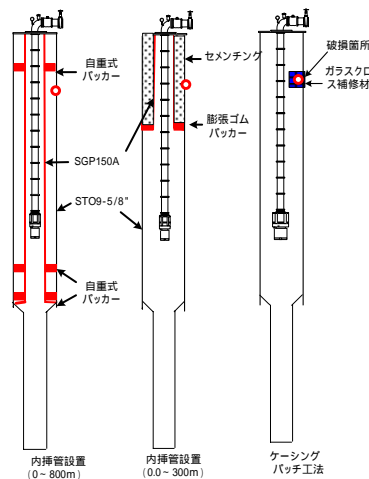 自重式
パッカー
セメンチング
膨張ゴム
パッカー
破損箇所
ガラスクロ
ス補修材
SGP150A
STO9-5/8"
自重式
パッカー
内挿管設置
(0~800m)
内挿管設置
(0.0~300m)
ケーシング
パッチ工法